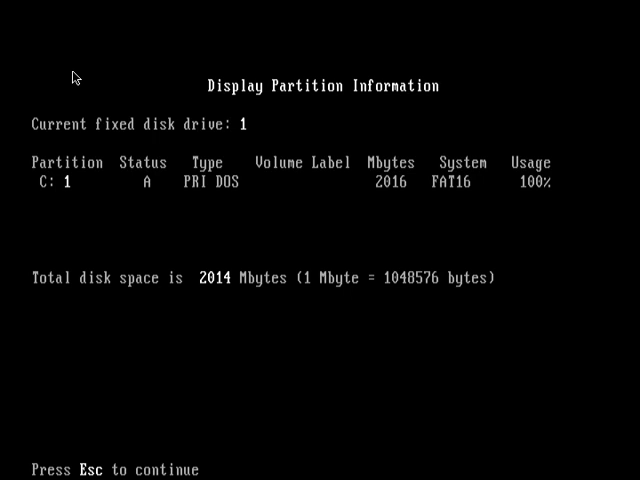 Display Partition Information
Current fixed disk drive: 1
Partition  Status   Type    Volume Label  Mbytes   System   Usage
C: 1         A    PRI DOS                 2016   FAT16      100%
Total disk space is  2014 Mbytes (1 Mbyte = 1048576 bytes)
Press Esc to continue